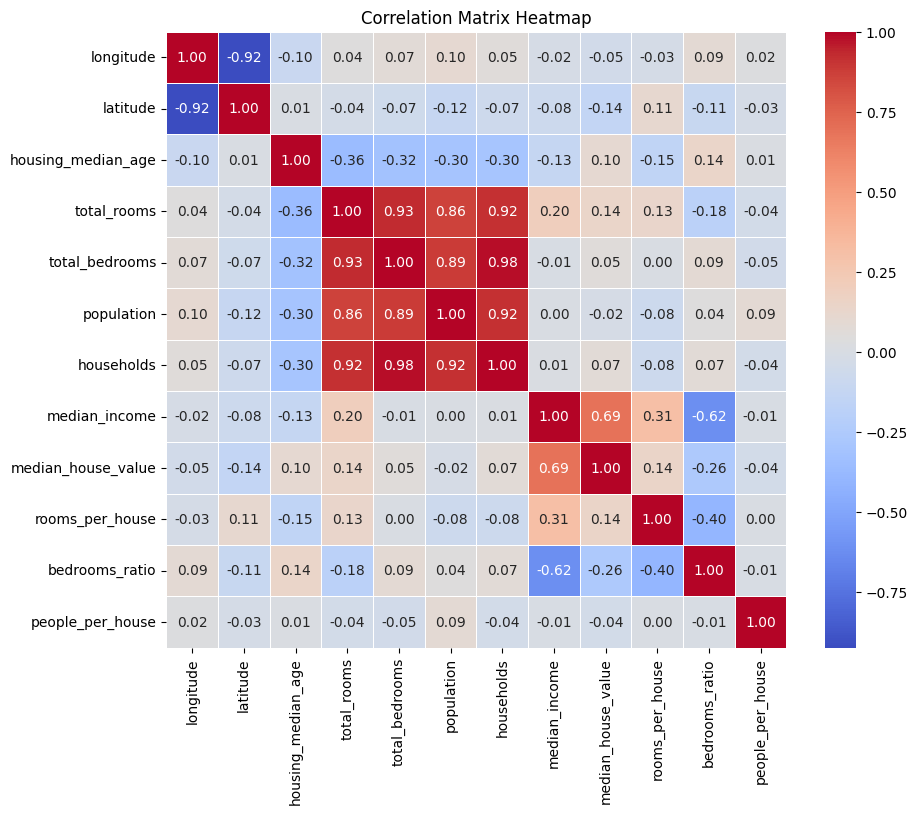 Correlation Matrix Heatmap
longitude 1.00 -0.92 -0.10 0.04 0.07 0.10 0.05 -0.02 -0.05 -0.03 0.09 0.02
latitude -0.92 1.00 0.01 -0.04 -0.07 -0.12 -0.07 -0.08 -0.14 0.11 -0.11 -0.03
housing_median_age -0.10 0.01 1.00 -0.36 -0.32 -0.30 -0.30 -0.13 0.10 -0.15 0.14 0.01
total_rooms 0.04 -0.04 -0.36 1.00 0.93 0.86 0.92 0.20 0.14 0.13 -0.18 -0.04
total_bedrooms 0.07 -0.07 -0.32 0.93 1.00 0.89 0.98 -0.01 0.05 0.00 0.09 -0.05
population 0.10 -0.12 -0.30 0.86 0.89 1.00 0.92 0.00 -0.02 -0.08 0.04 0.09
households 0.05 -0.07 -0.30 0.92 0.98 0.92 1.00 0.01 0.07 -0.08 0.07 -0.04
median_income -0.02 -0.08 -0.13 0.20 -0.01 0.00 0.01 1.00 0.69 0.31 -0.62 -0.01
median_house_value -0.05 -0.14 0.10 0.14 0.05 -0.02 0.07 0.69 1.00 0.14 -0.26 -0.04
rooms_per_house -0.03 0.11 -0.15 0.13 0.00 -0.08 -0.08 0.31 0.14 1.00 -0.40 0.00
bedrooms_ratio 0.09 -0.11 0.14 -0.18 0.09 0.04 0.07 -0.62 -0.26 -0.40 1.00 -0.01
people_per_house 0.02 -0.03 0.01 -0.04 -0.05 0.09 -0.04 -0.01 -0.04 0.00 -0.01 1.00
longitude
latitude
housing_median_age
total_rooms
total_bedrooms
population
households
median_income
median_house_value
rooms_per_house
bedrooms_ratio
people_per_house
1.00
0.75
0.50
0.25
0.00
−0.25
−0.50
−0.75